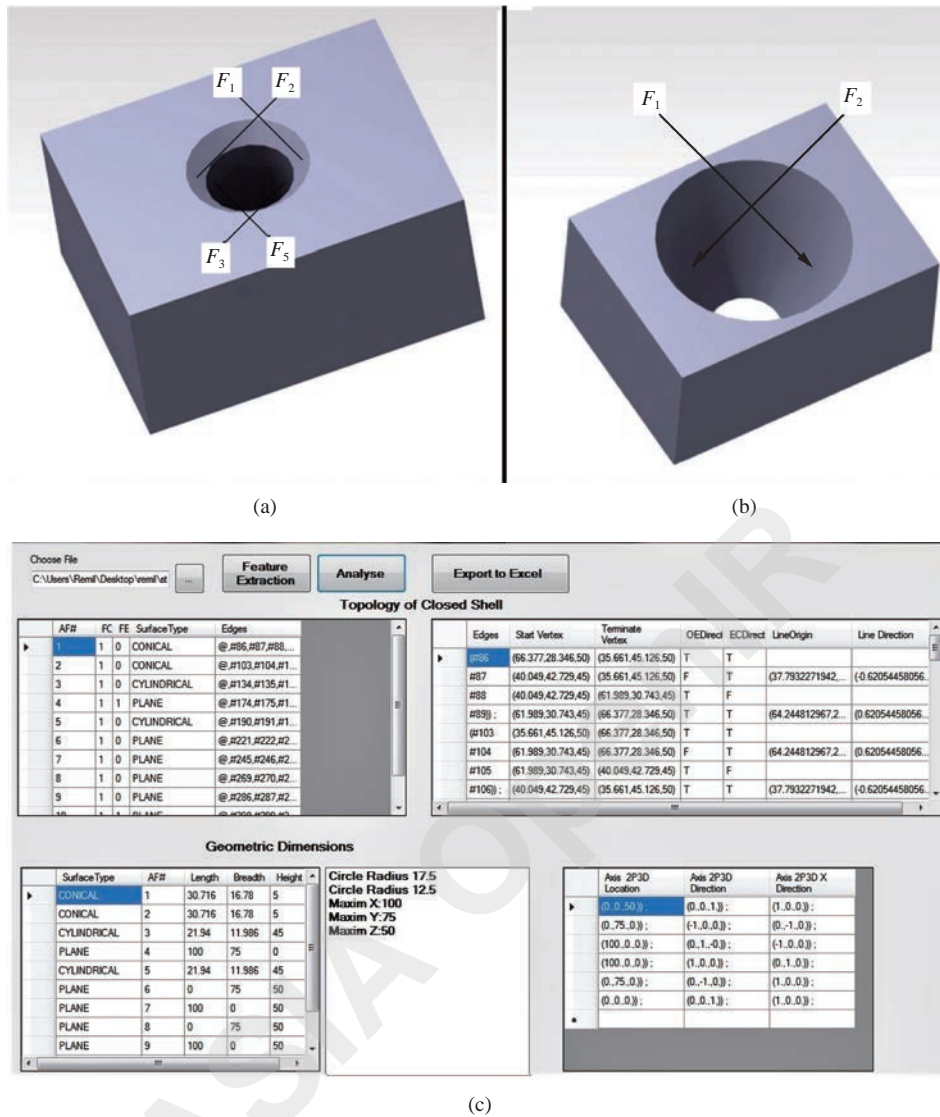 F1 F2
F3 F5
F1 F2
(a) (b)
Choose File
C:\Users\Remil\Desktop\remil\st ... Feature Extraction Analyse Export to Excel
Topology of Closed Shell
AF# FC FE SurfaceType Edges
1 1 0 CONICAL @,#86,#87,#88,...
2 1 0 CONICAL @,#103,#104,#1...
3 1 0 CYLINDRICAL @,#134,#135,#1...
4 1 1 PLANE @,#174,#175,#1...
5 1 0 CYLINDRICAL @,#190,#191,#1...
6 1 0 PLANE @,#221,#222,#2...
7 1 0 PLANE @,#245,#246,#2...
8 1 0 PLANE @,#269,#270,#2...
9 1 0 PLANE @,#286,#287,#2...
Edges Start Vertex Terminate Vertex OEDirect ECDirect LineOrigin Line Direction
(#86 (66.377,28.346,50) (35.661,45.126,50) T T
#87 (40.049,42.729,45) (35.661,45.126,50) F T (37.7932271942,... (-0.62054458056...
#88 (40.049,42.729,45) (61.989,30.743,45) T F
#89)) ; (61.989,30.743,45) (66.377,28.346,50) T T (64.244812967,2... (0.62054458056...
(#103 (35.661,45.126,50) (66.377,28.346,50) T T
#104 (61.989,30.743,45) (66.377,28.346,50) F T (64.244812967,2... (0.62054458056...
#105 (61.989,30.743,45) (40.049,42.729,45) T F
#106)) ; (40.049,42.729,45) (35.661,45.126,50) T T (37.7932271942,... (-0.62054458056...
Geometric Dimensions
SurfaceType AF# Length Breadth Height
CONICAL 1 30.716 16.78 5
CONICAL 2 30.716 16.78 5
CYLINDRICAL 3 21.94 11.986 45
PLANE 4 100 75 0
CYLINDRICAL 5 21.94 11.986 45
PLANE 6 0 75 50
PLANE 7 100 0 50
PLANE 8 0 75 50
PLANE 9 100 0 50
Circle Radius 17.5
Circle Radius 12.5
Maxim X:100
Maxim Y:75
Maxim Z:50
Axis 2P3D Location Axis 2P3D Direction Axis 2P3D X Direction
(0.,0.,50.)) ; (0.,0.,1.)) ; (1.,0.,0.)) ;
(0.,75.,0.)) ; (-1.,0.,0.)) ; (0.,-1.,0.)) ;
(100.,0.,0.)) ; (0.,1.,-0.)) ; (-1.,0.,0.)) ;
(100.,0.,0.)) ; (1.,0.,0.)) ; (0.,1.,0.)) ;
(0.,75.,0.)) ; (0.,-1.,0.)) ; (1.,0.,0.)) ;
(0.,0.,0.)) ; (0.,0.,1.)) ; (1.,0.,0.)) ;
(c)